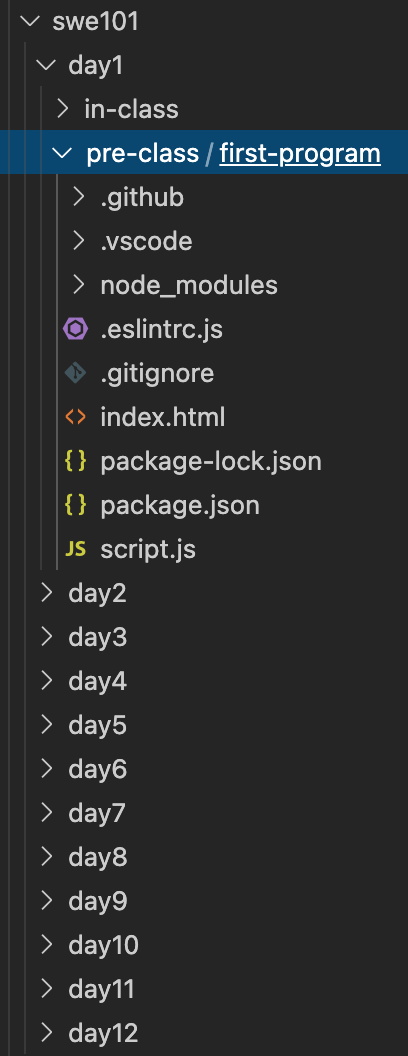 swe101
day1
in-class
pre-class / first-program
.github
.vscode
node_modules
.eslintrc.js
.gitignore
<> index.html
{} package-lock.json
{} package.json
JS script.js
day2
day3
day4
day5
day6
day7
day8
day9
day10
day11
day12